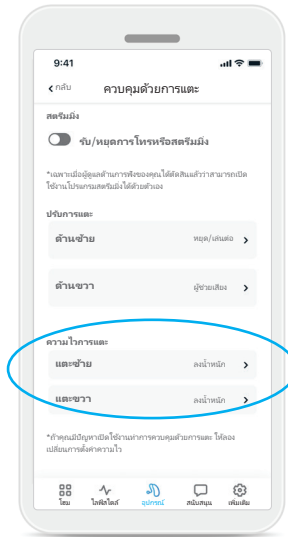 9:41
กลับ ควบคุมด้วยการแตะ
สตรีมมิ่ง
รับ/หยุดการโทรหรือสตรีมมิ่ง
*เฉพาะเมื่อผู้ดูแลด้านการฟังของคุณได้ตัดสินแล้วว่าสามารถเปิด
ใช้งานโปรแกรมสตรีมมิ่งได้ด้วยตัวเอง
ปรับการแตะ
ด้านซ้าย หยุด/เล่นต่อ
ด้านขวา ผู้ช่วยเสียง
ความไวการแตะ
แตะซ้าย ลงน้ำหนัก
แตะขวา ลงน้ำหนัก
*ถ้าคุณมีปัญหาเปิดใช้งานทำการควบคุมด้วยการแตะ ให้ลอง
เปลี่ยนการตั้งค่าความไว
โฮม ไลฟ์สไตล์ อุปกรณ์ สนับสนุน เพิ่มเติม